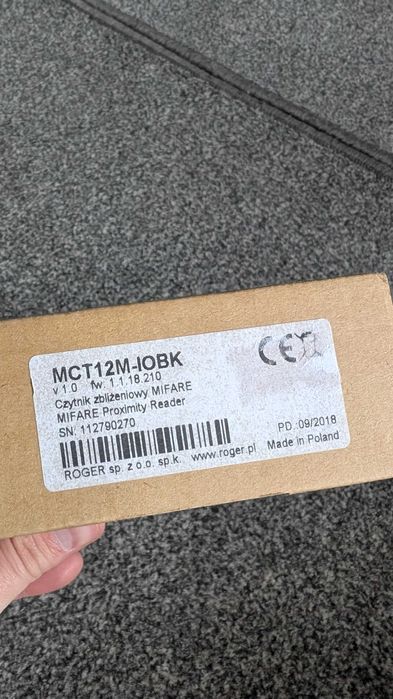 MCT12M-IOBK
v 1.0 fw: 1.1.18.210
Czytnik zbliżeniowy MIFARE
MIFARE Proximity Reader
SN: 112790270
ROGER sp. z o.o. sp.k. www.roger.pl
CE
PD :09/2018
Made in Poland